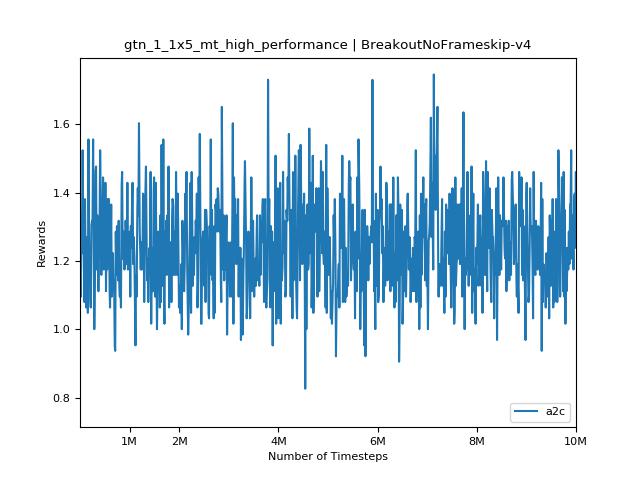 gtn_1_1x5_mt_high_performance | BreakoutNoFrameskip-v4
Rewards
1.6
1.4
1.2
1.0
0.8
a2c
1M
2M
4M
6M
8M
10M
Number of Timesteps